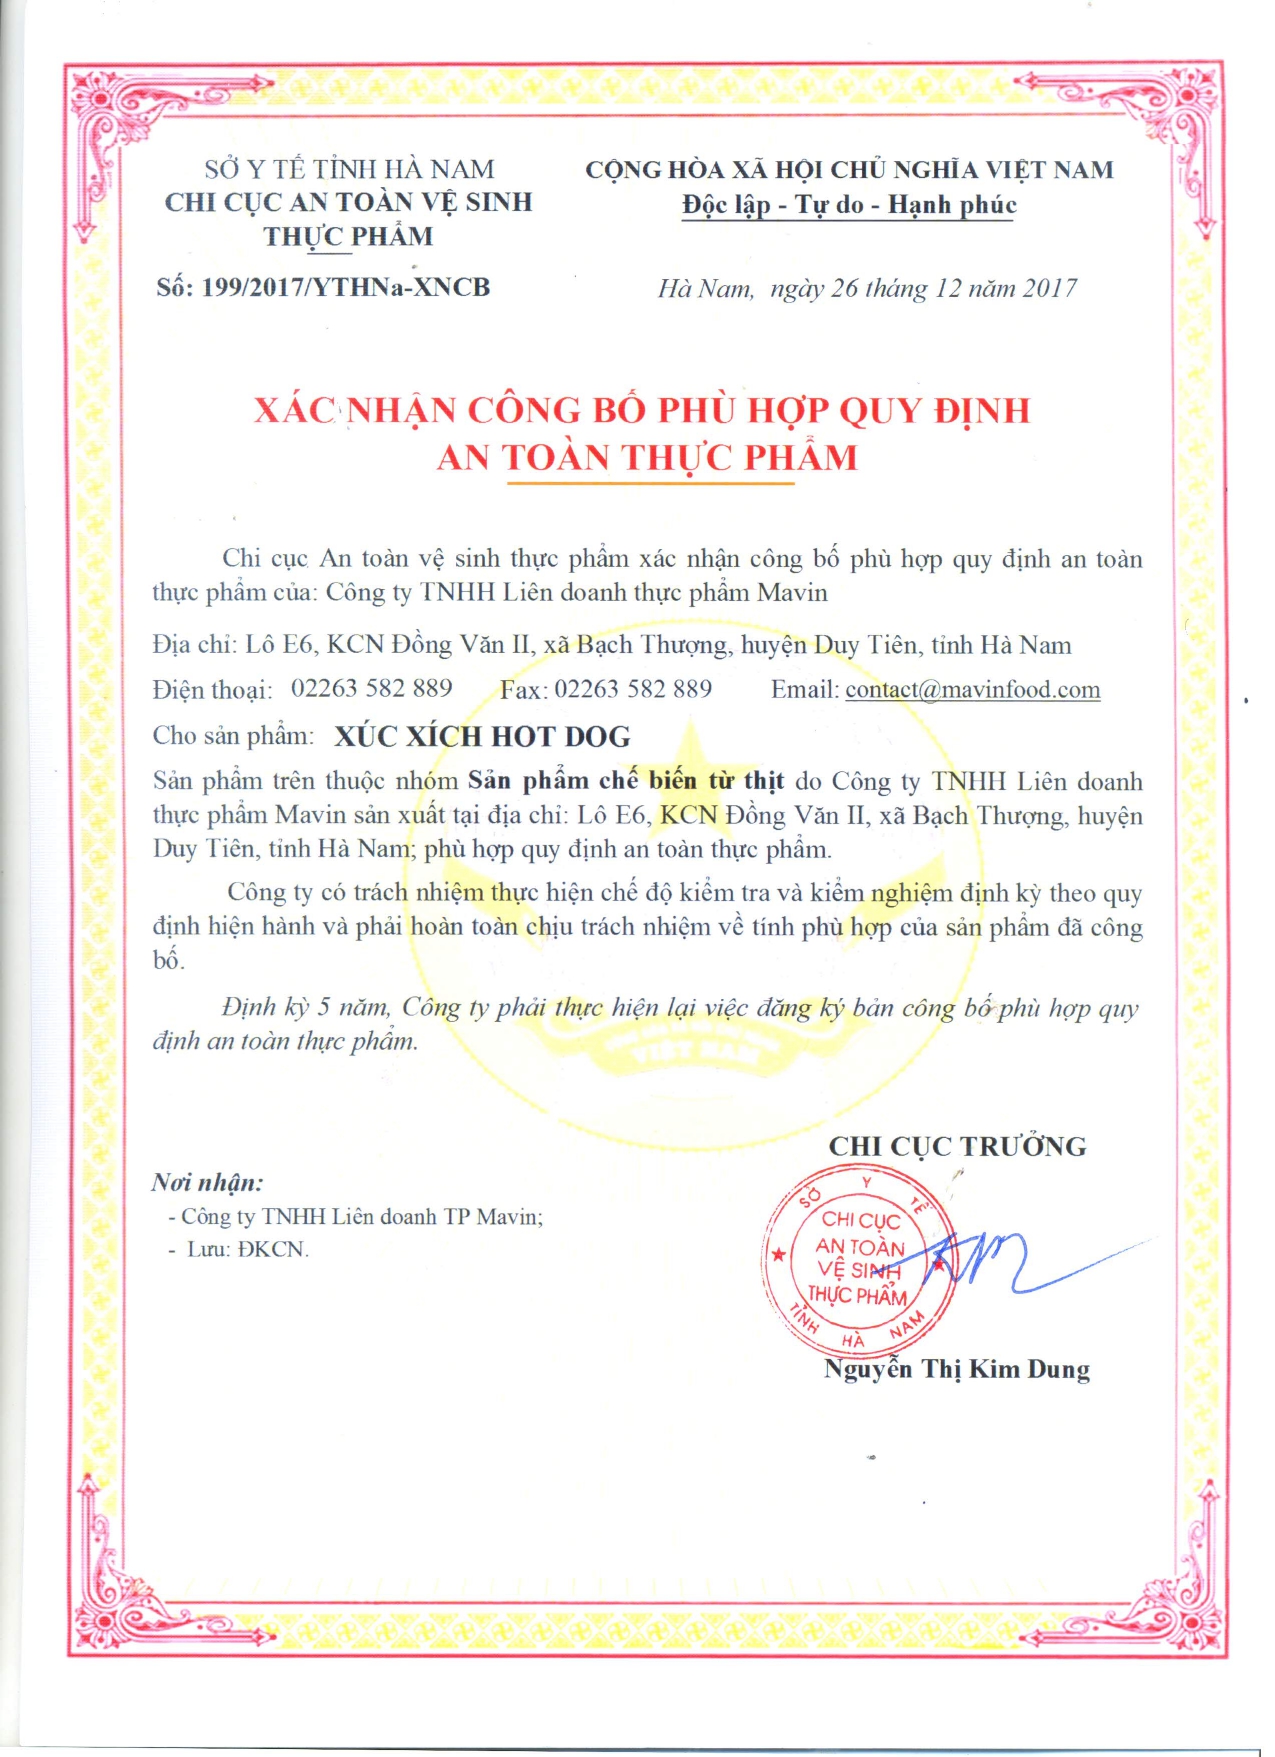 SỞ Y TẾ TỈNH HÀ NAM
CHI CỤC AN TOÀN VỆ SINH
THỰC PHẨM
Số: 199/2017/YTHNa-XNCB
CỘNG HÒA XÃ HỘI CHỦ NGHĨA VIỆT NAM
Độc lập - Tự do - Hạnh phúc
Hà Nam, ngày 26 tháng 12 năm 2017
XÁC NHẬN CÔNG BỐ PHÙ HỢP QUY ĐỊNH
AN TOÀN THỰC PHẨM
Chi cục An toàn vệ sinh thực phẩm xác nhận công bố phù hợp quy định an toàn
thực phẩm của: Công ty TNHH Liên doanh thực phẩm Mavin
Địa chỉ: Lô E6, KCN Đồng Văn II, xã Bạch Thượng, huyện Duy Tiên, tỉnh Hà Nam
Điện thoại: 02263 582 889 Fax: 02263 582 889 Email: contact@mavinfood.com
Cho sản phẩm: XÚC XÍCH HOT DOG
Sản phẩm trên thuộc nhóm Sản phẩm chế biến từ thịt do Công ty TNHH Liên doanh
thực phẩm Mavin sản xuất tại địa chỉ: Lô E6, KCN Đồng Văn II, xã Bạch Thượng, huyện
Duy Tiên, tỉnh Hà Nam; phù hợp quy định an toàn thực phẩm.
Công ty có trách nhiệm thực hiện chế độ kiểm tra và kiểm nghiệm định kỳ theo quy
định hiện hành và phải hoàn toàn chịu trách nhiệm về tính phù hợp của sản phẩm đã công
bố.
Định kỳ 5 năm, Công ty phải thực hiện lại việc đăng ký bản công bố phù hợp quy
định an toàn thực phẩm.
VIỆT NAM
Nơi nhận:
- Công ty TNHH Liên doanh TP Mavin;
- Lưu: ĐKCN.
CHI CỤC TRƯỞNG
SỞ Y TẾ
CHI CỤC
AN TOÀN
VỆ SINH
THỰC PHẨM
TỈNH HÀ NAM
Nguyễn Thị Kim Dung